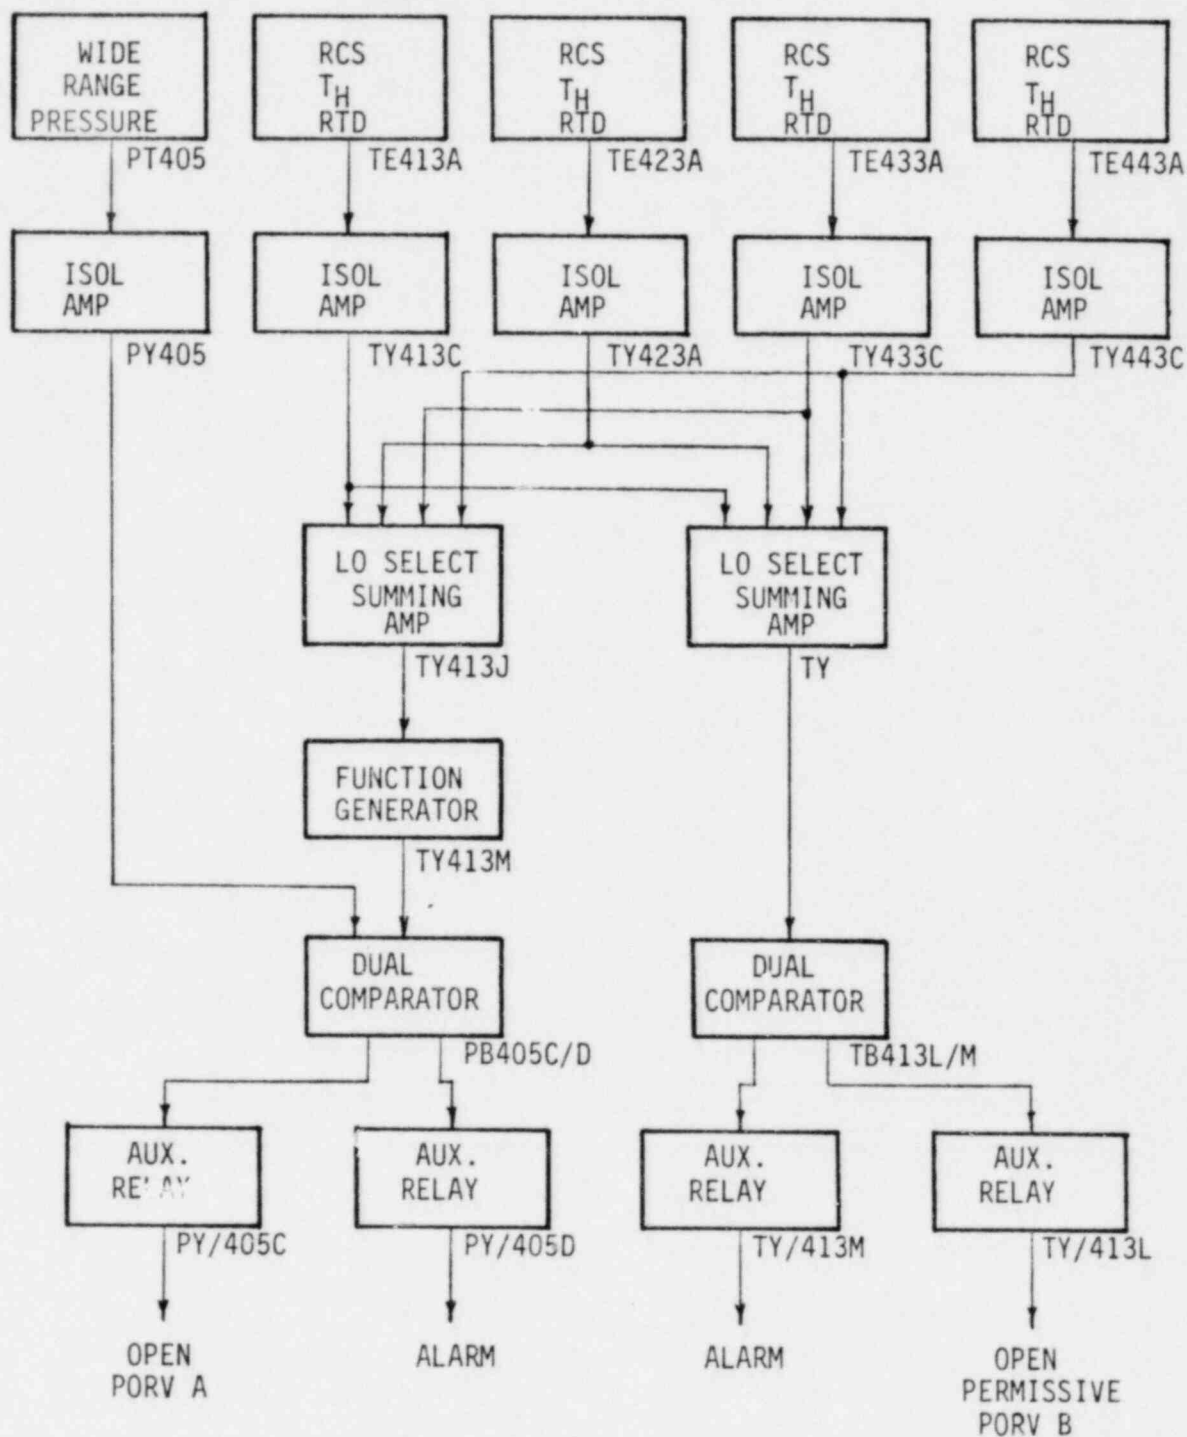 WIDE
RANGE
PRESSURE
RCS
TH
RTD
RCS
TH
RTD
RCS
TH
RTD
RCS
TH
RTD
PT405
TE413A
TE423A
TE433A
TE443A
ISOL
AMP
ISOL
AMP
ISOL
AMP
ISOL
AMP
ISOL
AMP
PY405
TY413C
TY423A
TY433C
TY443C
LO SELECT
SUMMING
AMP
LO SELECT
SUMMING
AMP
TY413J
TY
FUNCTION
GENERATOR
TY413M
DUAL
COMPARATOR
DUAL
COMPARATOR
PB405C/D
TB413L/M
AUX.
RELAY
AUX.
RELAY
AUX.
RELAY
AUX.
RELAY
PY/405C
PY/405D
TY/413M
TY/413L
OPEN
PORV A
ALARM
ALARM
OPEN
PERMISSIVE
PORV B